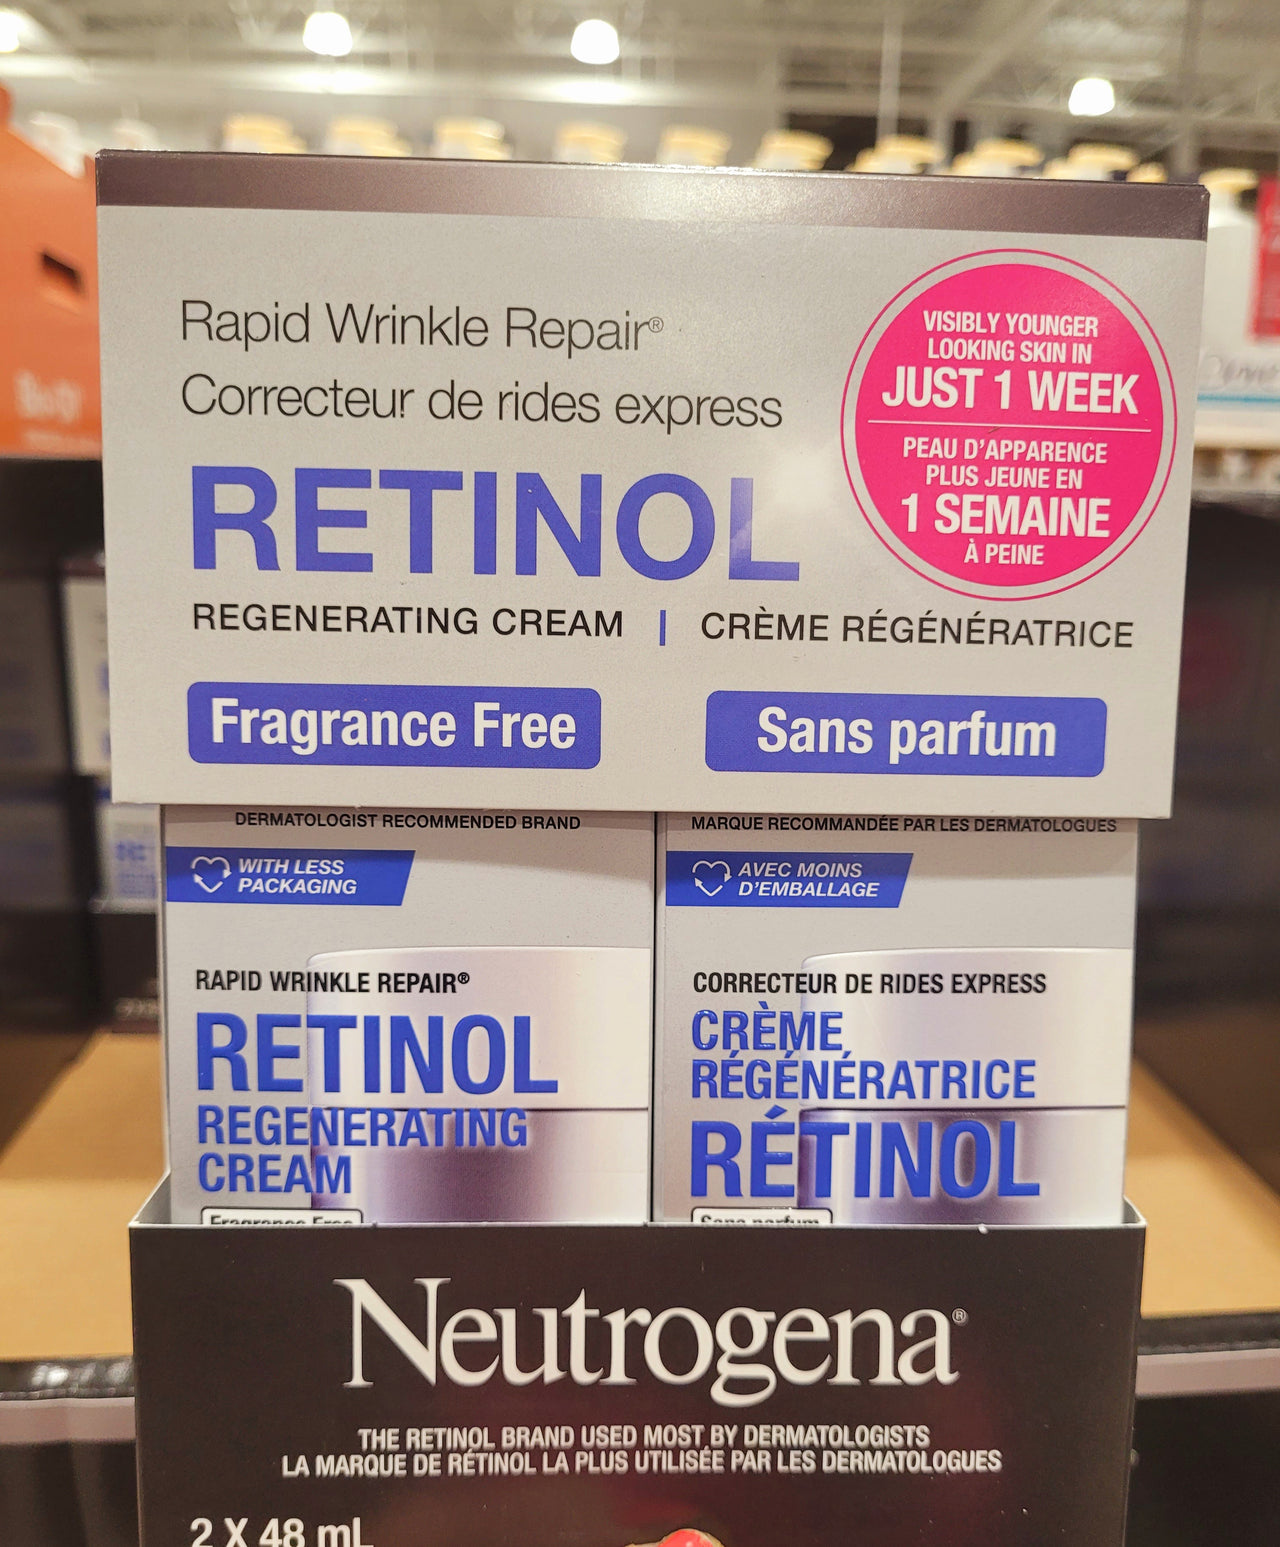 Rapid Wrinkle Repair®
Correcteur de rides express
RETINOL
REGENERATING CREAM | CRÈME RÉGÉNÉRATRICE
Fragrance Free
Sans parfum
VISIBLY YOUNGER
LOOKING SKIN IN
JUST 1 WEEK
PEAU D'APPARENCE
PLUS JEUNE EN
1 SEMAINE
À PEINE
DERMATOLOGIST RECOMMENDED BRAND
WITH LESS
PACKAGING
RAPID WRINKLE REPAIR®
RETINOL
REGENERATING
CREAM
Fragrance Free
MARQUE RECOMMANDÉE PAR LES DERMATOLOGUES
AVEC MOINS
D'EMBALLAGE
CORRECTEUR DE RIDES EXPRESS
CRÈME
RÉGÉNÉRATRICE
RÉTINOL
Sans parfum
Neutrogena®
THE RETINOL BRAND USED MOST BY DERMATOLOGISTS
LA MARQUE DE RÉTINOL LA PLUS UTILISÉE PAR LES DERMATOLOGUES
2 X 48 mL